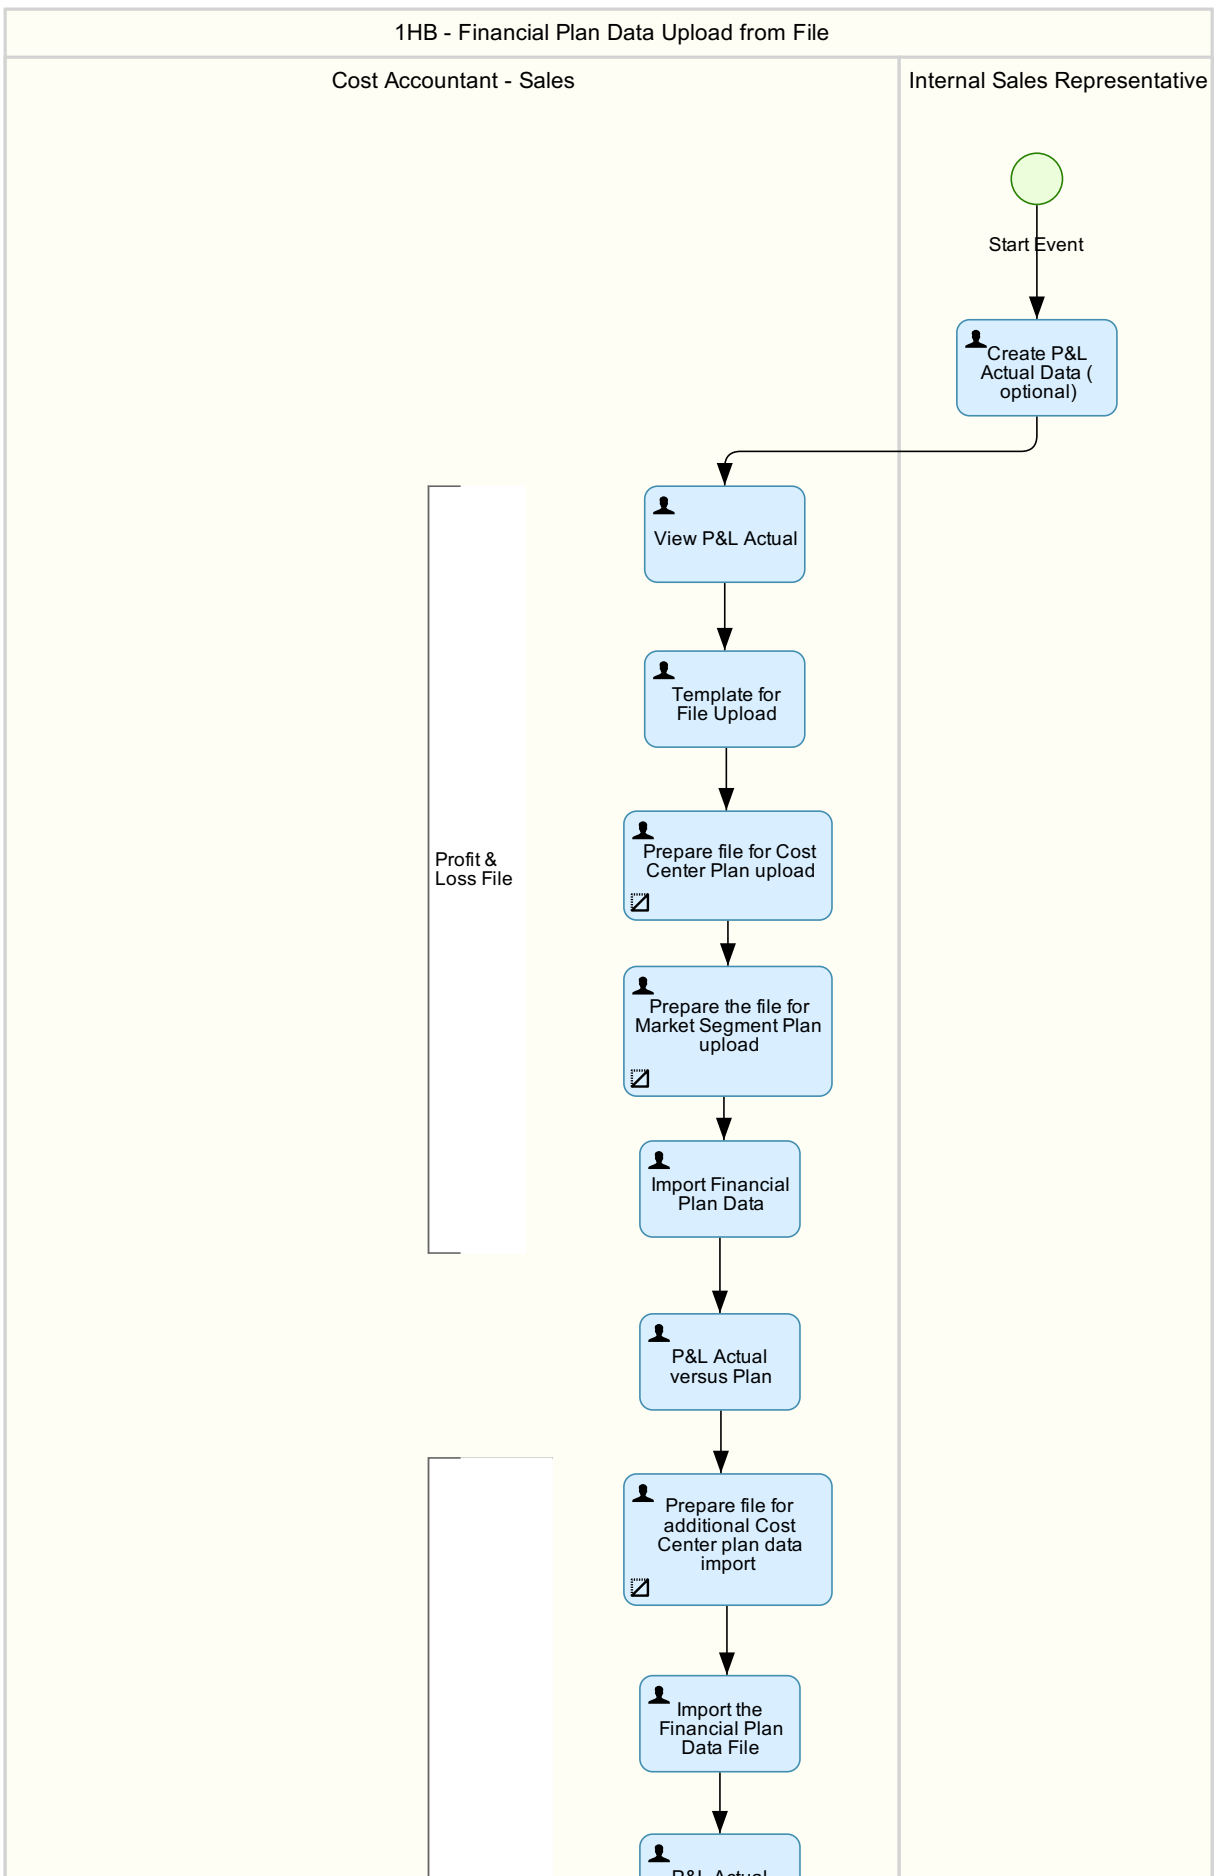 1HB - Financial Plan Data Upload from File
Cost Accountant - Sales
Internal Sales Representative
Start Event
Create P&L
Actual Data (
optional)
View P&L Actual
Template for
File Upload
Profit &
Loss File
Prepare file for Cost
Center Plan upload
Prepare the file for
Market Segment Plan
upload
Import Financial
Plan Data
P&L Actual
versus Plan
Prepare file for
additional Cost
Center plan data
import
Import the
Financial Plan
Data File
P&L Actual